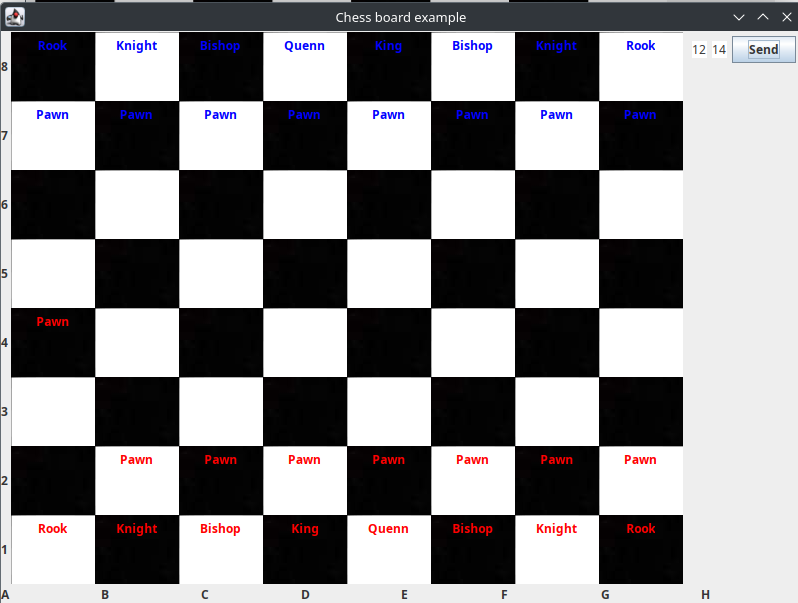 Chess board example
Rook Knight Bishop Quenn King Bishop Knight Rook
12 14 Send
8
Pawn Pawn Pawn Pawn Pawn Pawn Pawn Pawn
7
6
5
Pawn
4
3
Pawn Pawn Pawn Pawn Pawn Pawn Pawn
2
Rook Knight Bishop King Quenn Bishop Knight Rook
1
A B C D E F G H